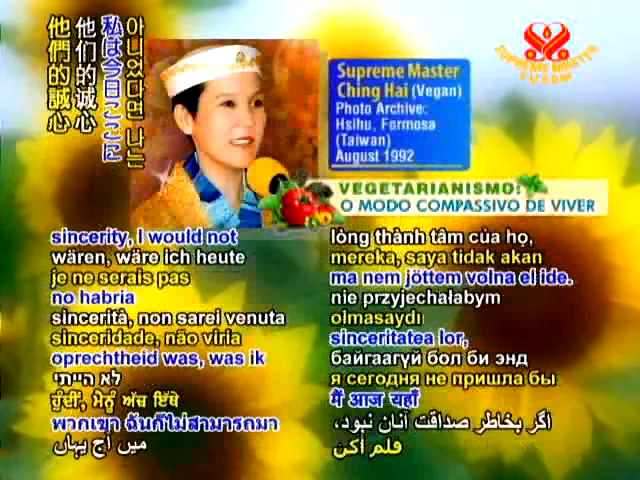 아니었다면 나는
私は今日ここに
他们的诚心
他們的誠心
Supreme Master
Ching Hai (Vegan)
Photo Archive:
Hsihu, Formosa
(Taiwan)
August 1992
SUPREME MASTER
TV.COM
VEGETARIANISMO:
O MODO COMPASSIVO DE VIVER
sincerity, I would not
wären, wäre ich heute
je ne serais pas
no habría
sincerità, non sarei venuta
sinceridade, não viria
oprechtheid was, was ik
לא הייתי
ਹੁੰਦੀ, ਮੈਨੂੰ ਅੱਜ ਇੱਥੇ
พวกเขา ฉันก็ไม่สามารถมา
میں آج یہاں
lòng thành tâm của họ,
mereka, saya tidak akan
ma nem jöttem volna el ide.
nie przyjechałabym
olmasaydı
sinceritatea lor,
байгаагүй бол би энд
я сегодня не пришла бы
मैं आज यहाँ
اگر بخاطر صداقت آنان نبود،
فلم أكن